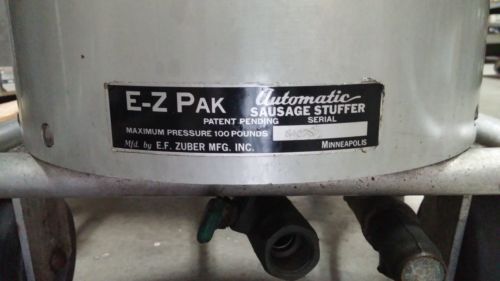 E-Z PAK Automatic
SAUSAGE STUFFER
PATENT PENDING SERIAL
MAXIMUM PRESSURE 100 POUNDS
Mfd. by E.F. ZUBER MFG. INC. MINNEAPOLIS